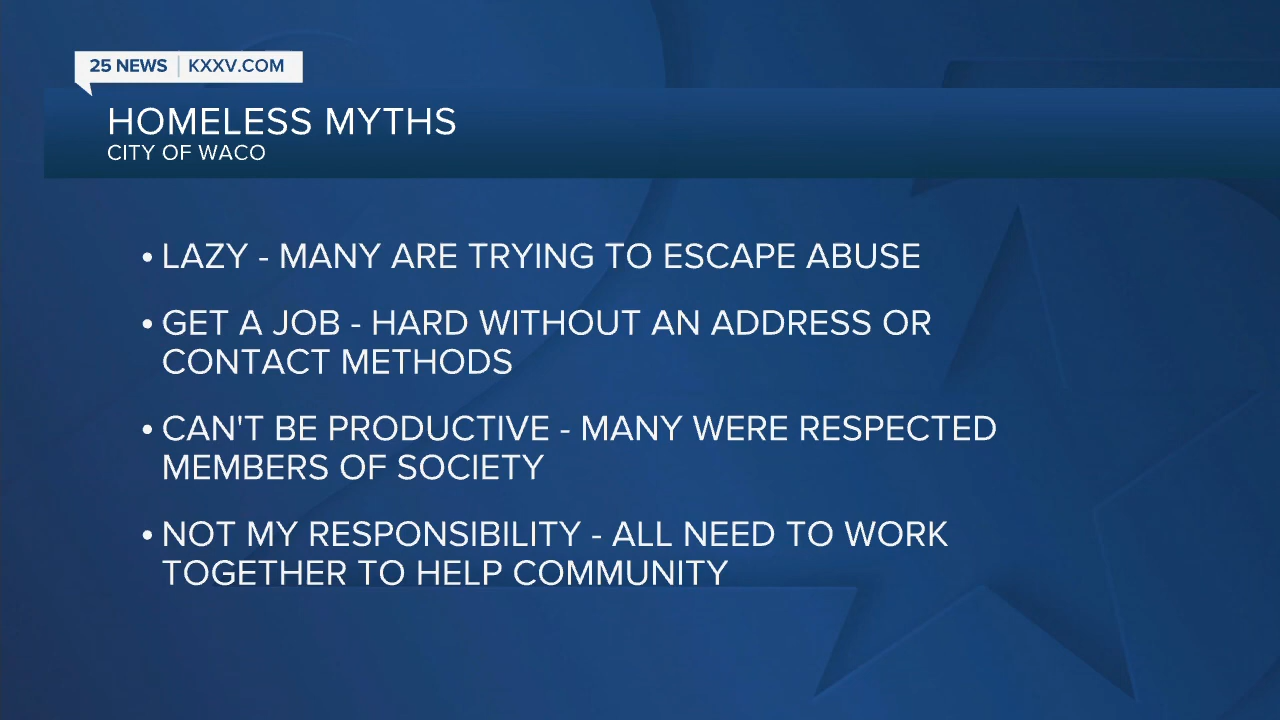 25 NEWS | KXXV.COM
HOMELESS MYTHS
CITY OF WACO
• LAZY - MANY ARE TRYING TO ESCAPE ABUSE
• GET A JOB - HARD WITHOUT AN ADDRESS OR
CONTACT METHODS
• CAN'T BE PRODUCTIVE - MANY WERE RESPECTED
MEMBERS OF SOCIETY
• NOT MY RESPONSIBILITY - ALL NEED TO WORK
TOGETHER TO HELP COMMUNITY